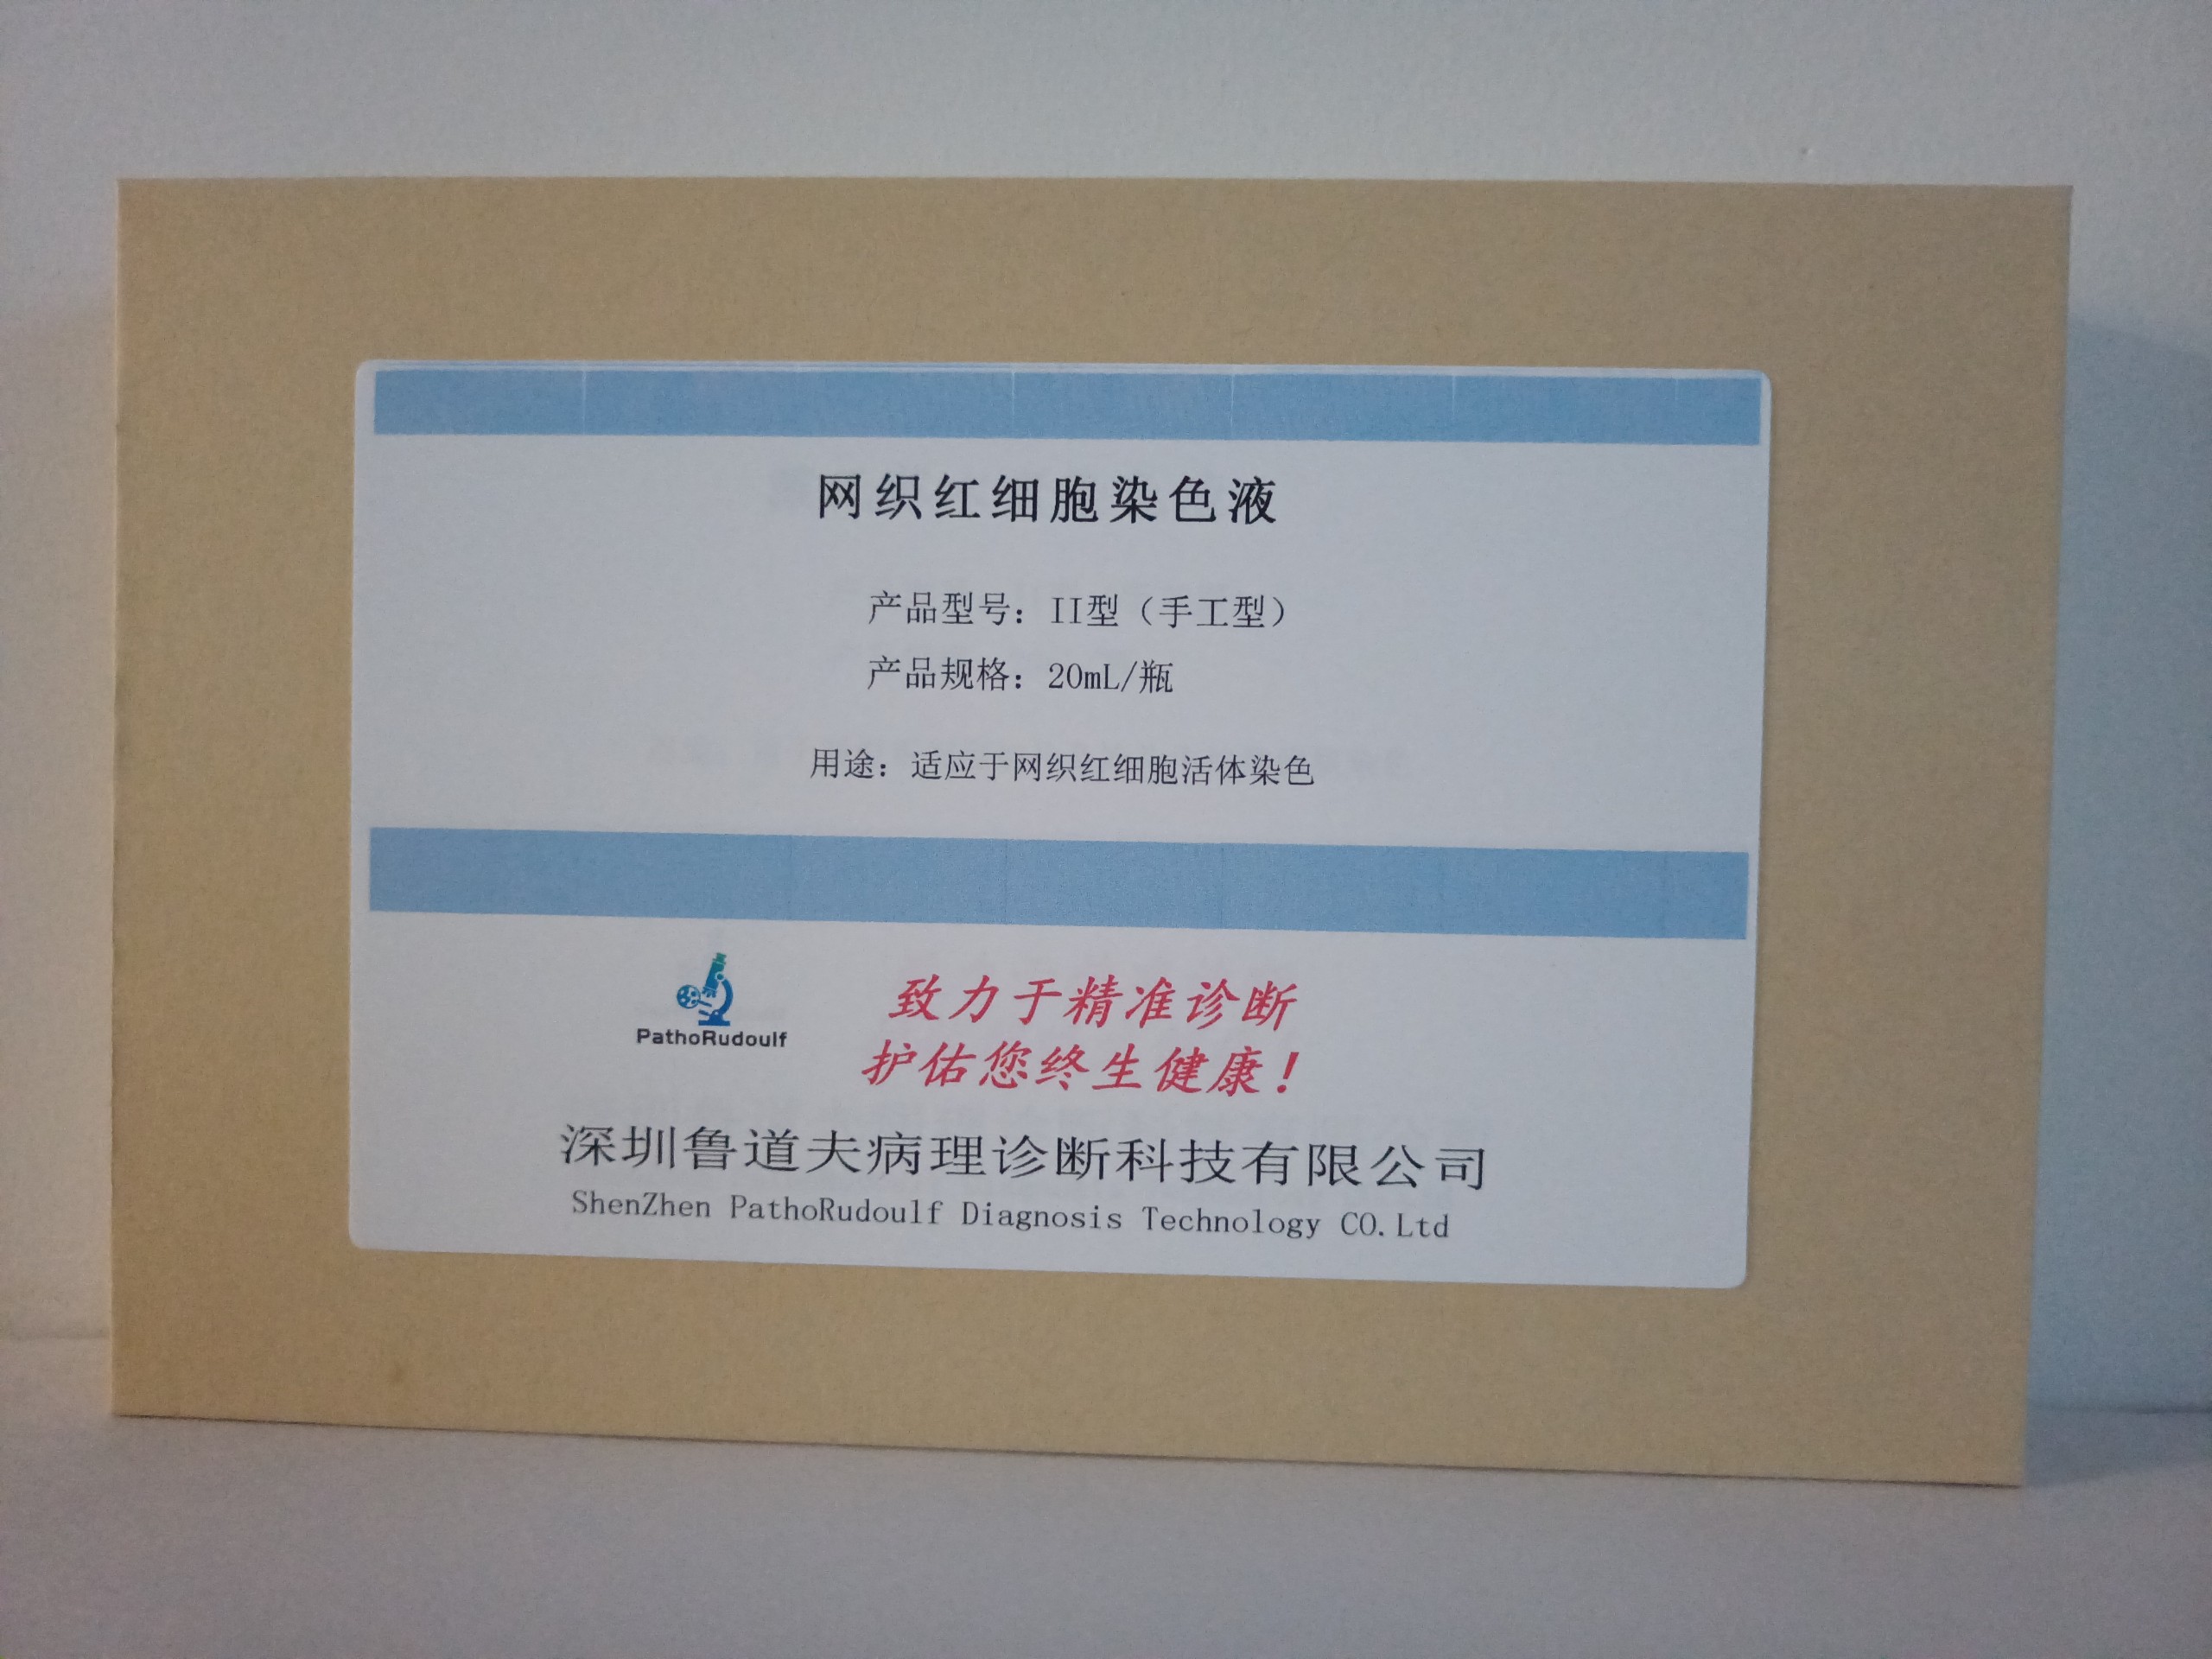 网织红细胞染色液
产品型号：II型（手工型）
产品规格：20mL/瓶
用途：适应于网织红细胞活体染色
PathoRudoulf
致力于精准诊断
护佑您终生健康！
深圳鲁道夫病理诊断科技有限公司
ShenZhen PathoRudoulf Diagnosis Technology CO.Ltd